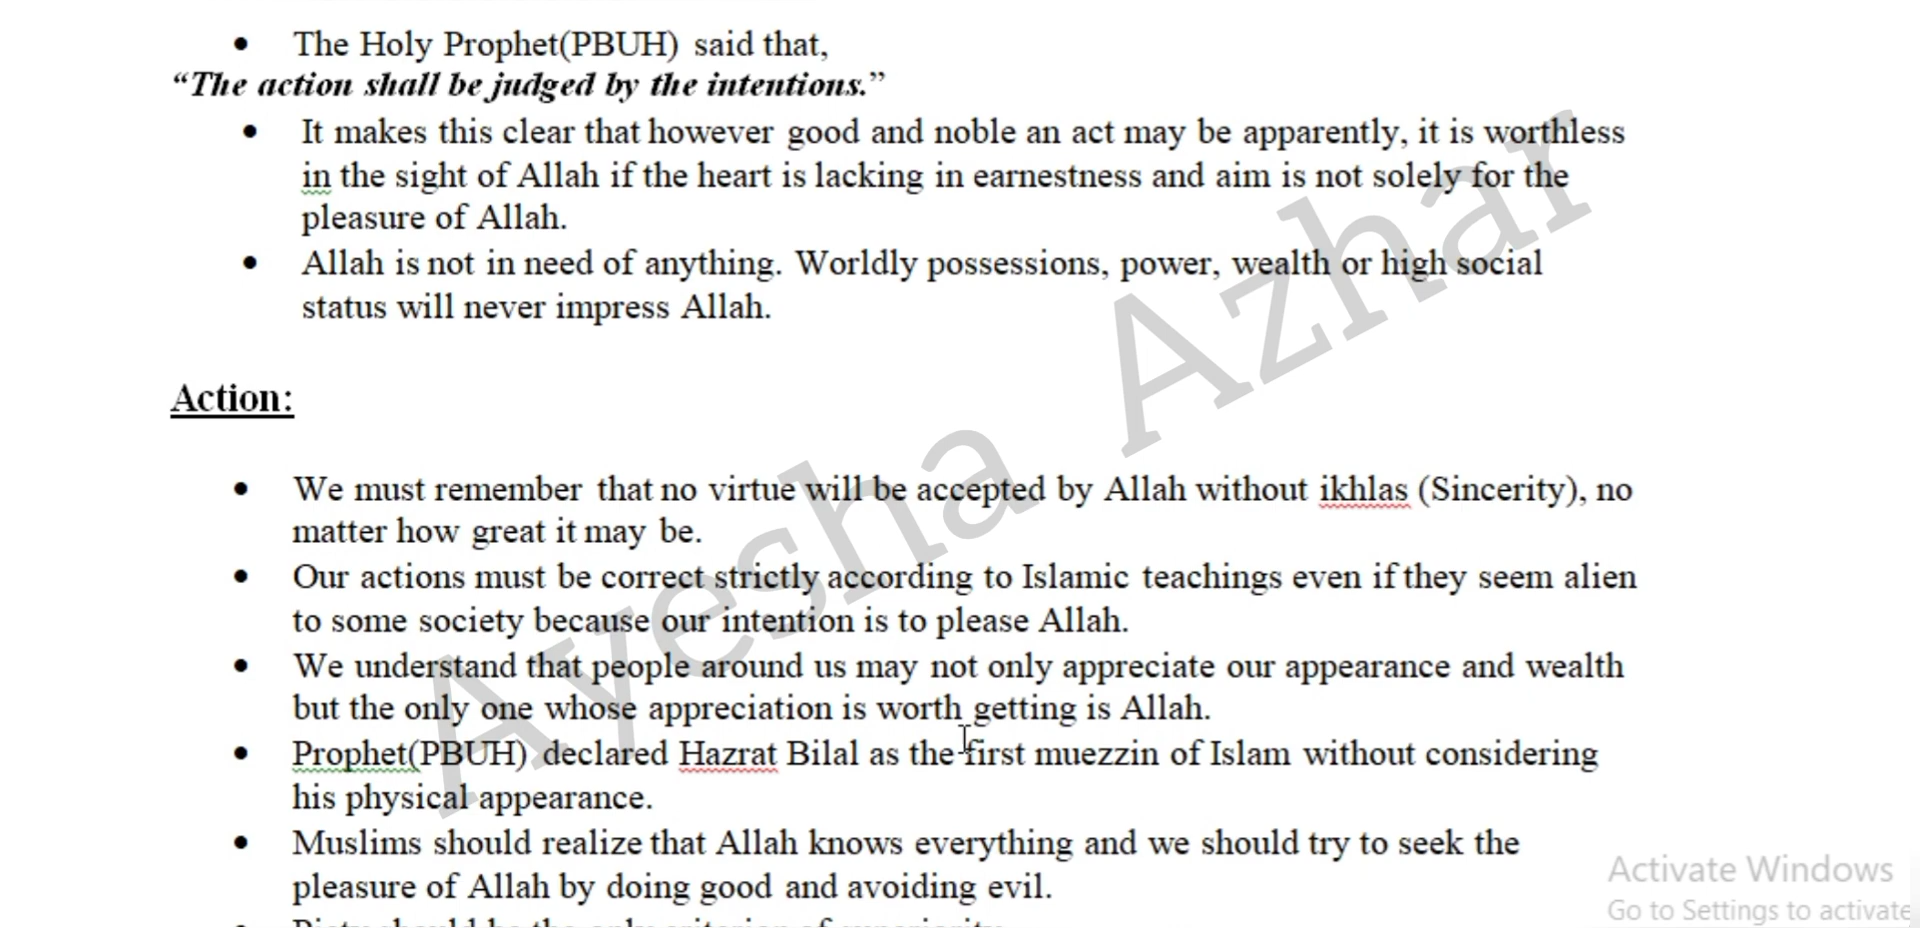 • The Holy Prophet(PBUH) said that,
“The action shall be judged by the intentions.”
• It makes this clear that however good and noble an act may be apparently, it is worthless
in the sight of Allah if the heart is lacking in earnestness and aim is not solely for the
pleasure of Allah.
• Allah is not in need of anything. Worldly possessions, power, wealth or high social
status will never impress Allah.
Action:
• We must remember that no virtue will be accepted by Allah without ikhlas (Sincerity), no
matter how great it may be.
• Our actions must be correct strictly according to Islamic teachings even if they seem alien
to some society because our intention is to please Allah.
• We understand that people around us may not only appreciate our appearance and wealth
but the only one whose appreciation is worth getting is Allah.
• Prophet(PBUH) declared Hazrat Bilal as the first muezzin of Islam without considering
his physical appearance.
• Muslims should realize that Allah knows everything and we should try to seek the
pleasure of Allah by doing good and avoiding evil.
• Piety should be the only criterion of superiority
Ayesha Azhar
Activate Windows
Go to Settings to activate